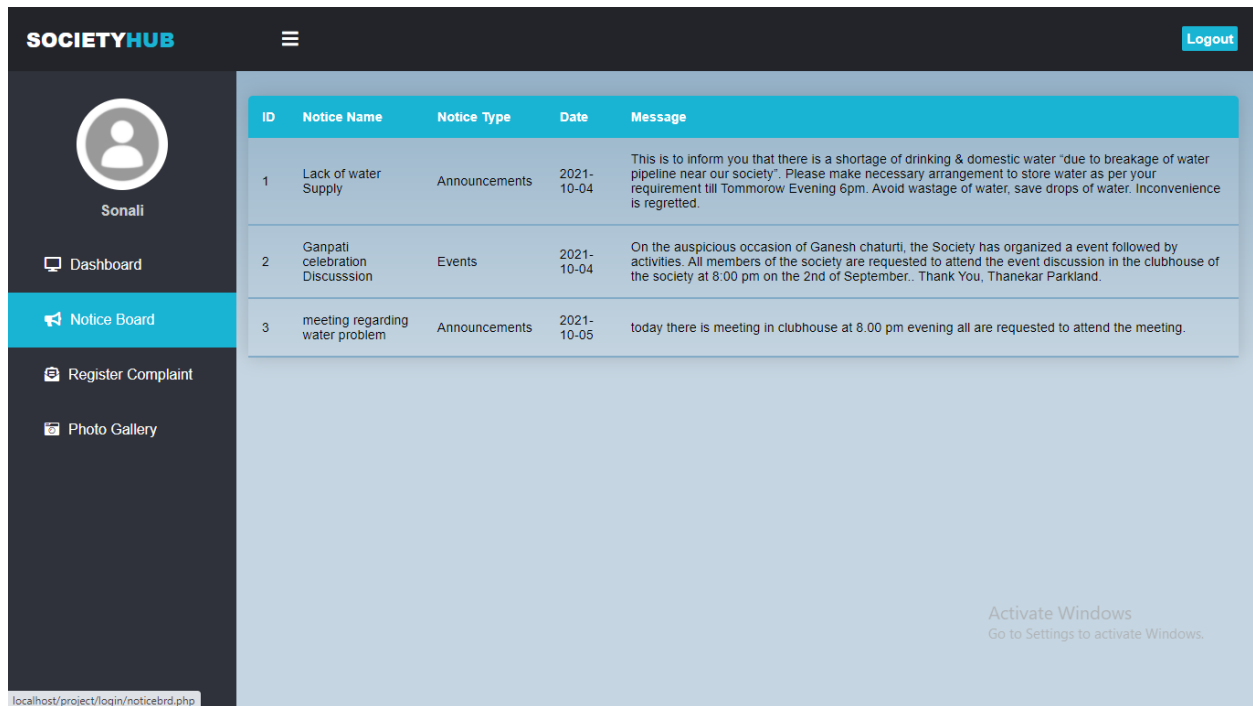 SOCIETYHUB
Logout
Sonali
Dashboard
Notice Board
Register Complaint
Photo Gallery
ID Notice Name Notice Type Date Message
1
Lack of water
Supply
Announcements
2021-
10-04
This is to inform you that there is a shortage of drinking & domestic water “due to breakage of water
pipeline near our society”. Please make necessary arrangement to store water as per your
requirement till Tommorow Evening 6pm. Avoid wastage of water, save drops of water. Inconvenience
is regretted.
2
Ganpati
celebration
Discusssion
Events
2021-
10-04
On the auspicious occasion of Ganesh chaturti, the Society has organized a event followed by
activities. All members of the society are requested to attend the event discussion in the clubhouse of
the society at 8:00 pm on the 2nd of September.. Thank You, Thanekar Parkland.
3
meeting regarding
water problem
Announcements
2021-
10-05
today there is meeting in clubhouse at 8.00 pm evening all are requested to attend the meeting.
Activate Windows
Go to Settings to activate Windows.
localhost/project/login/noticebrd.php